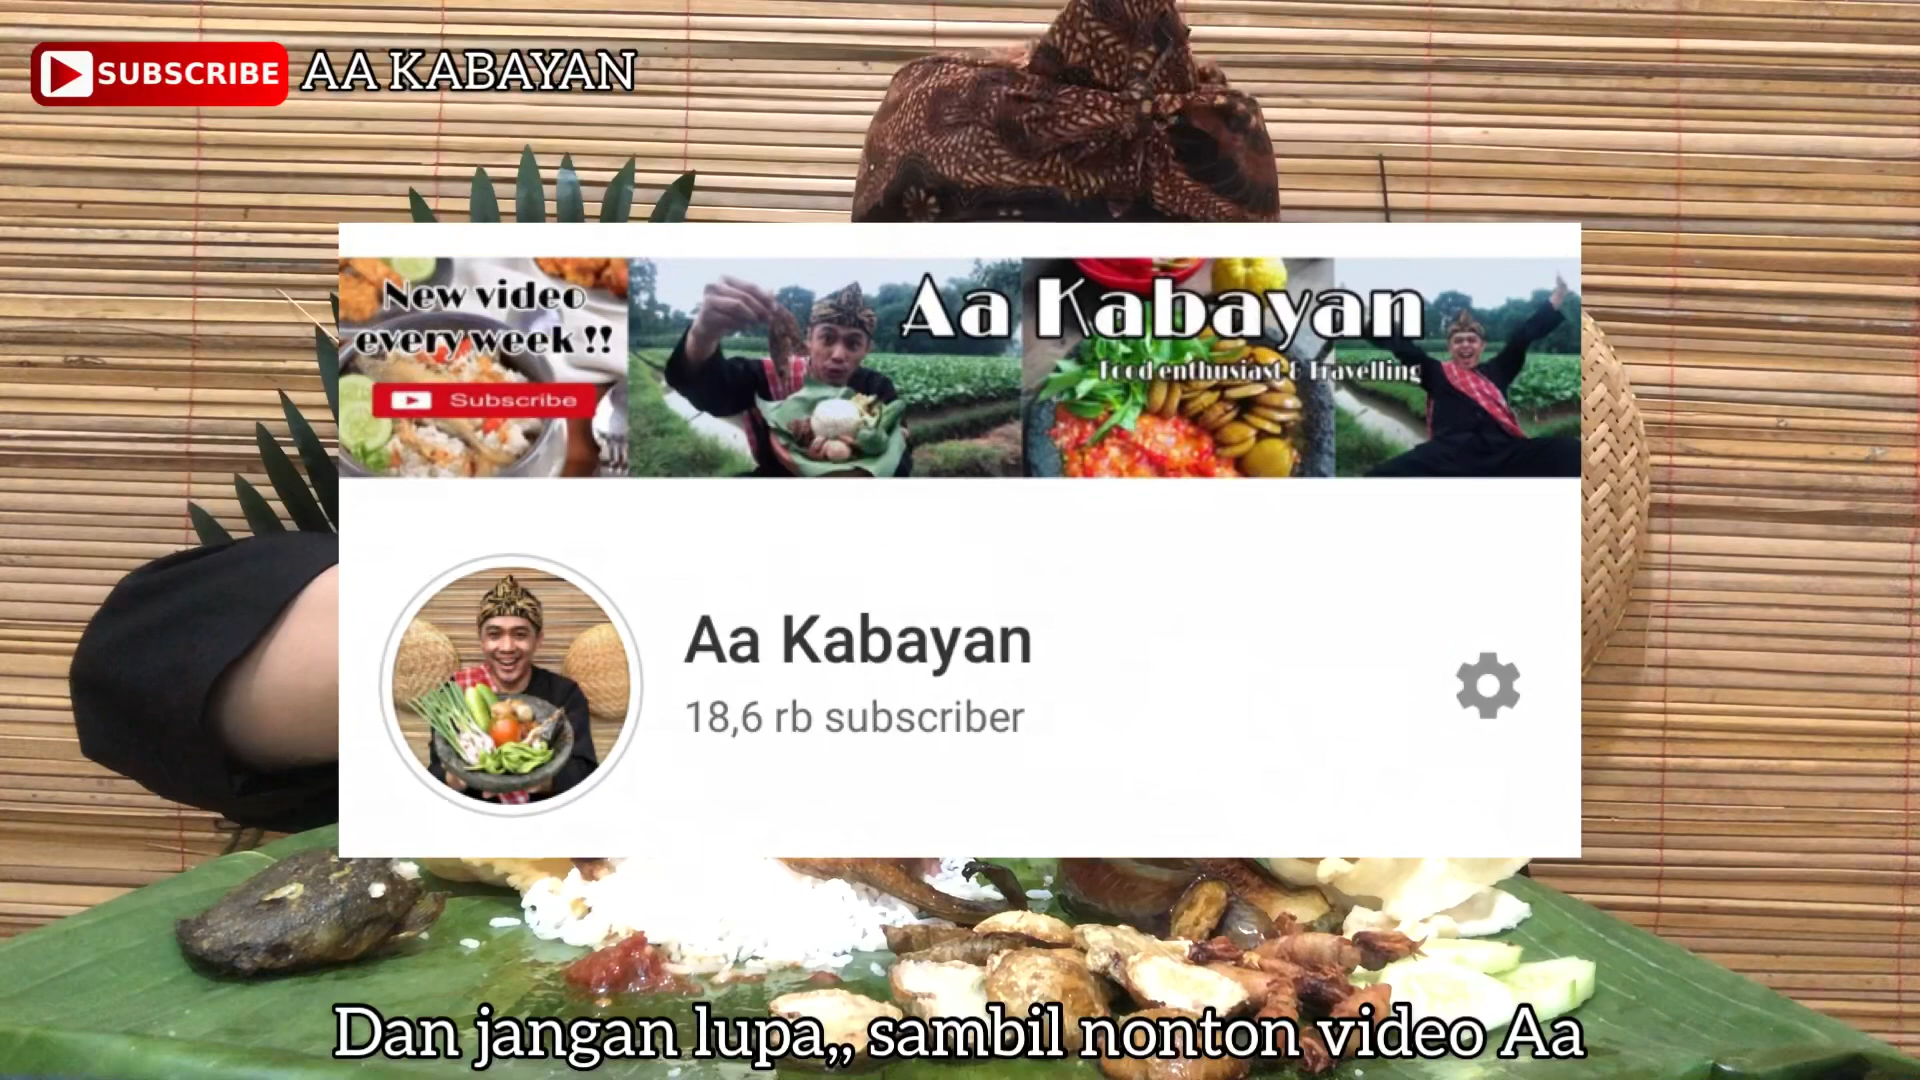 SUBSCRIBE AA KABAYAN
New video
every week !!
Subscribe
Aa Kabayan
Food enthusiast & Travelling
Aa Kabayan
18,6 rb subscriber
Dan jangan lupa,, sambil nonton video Aa